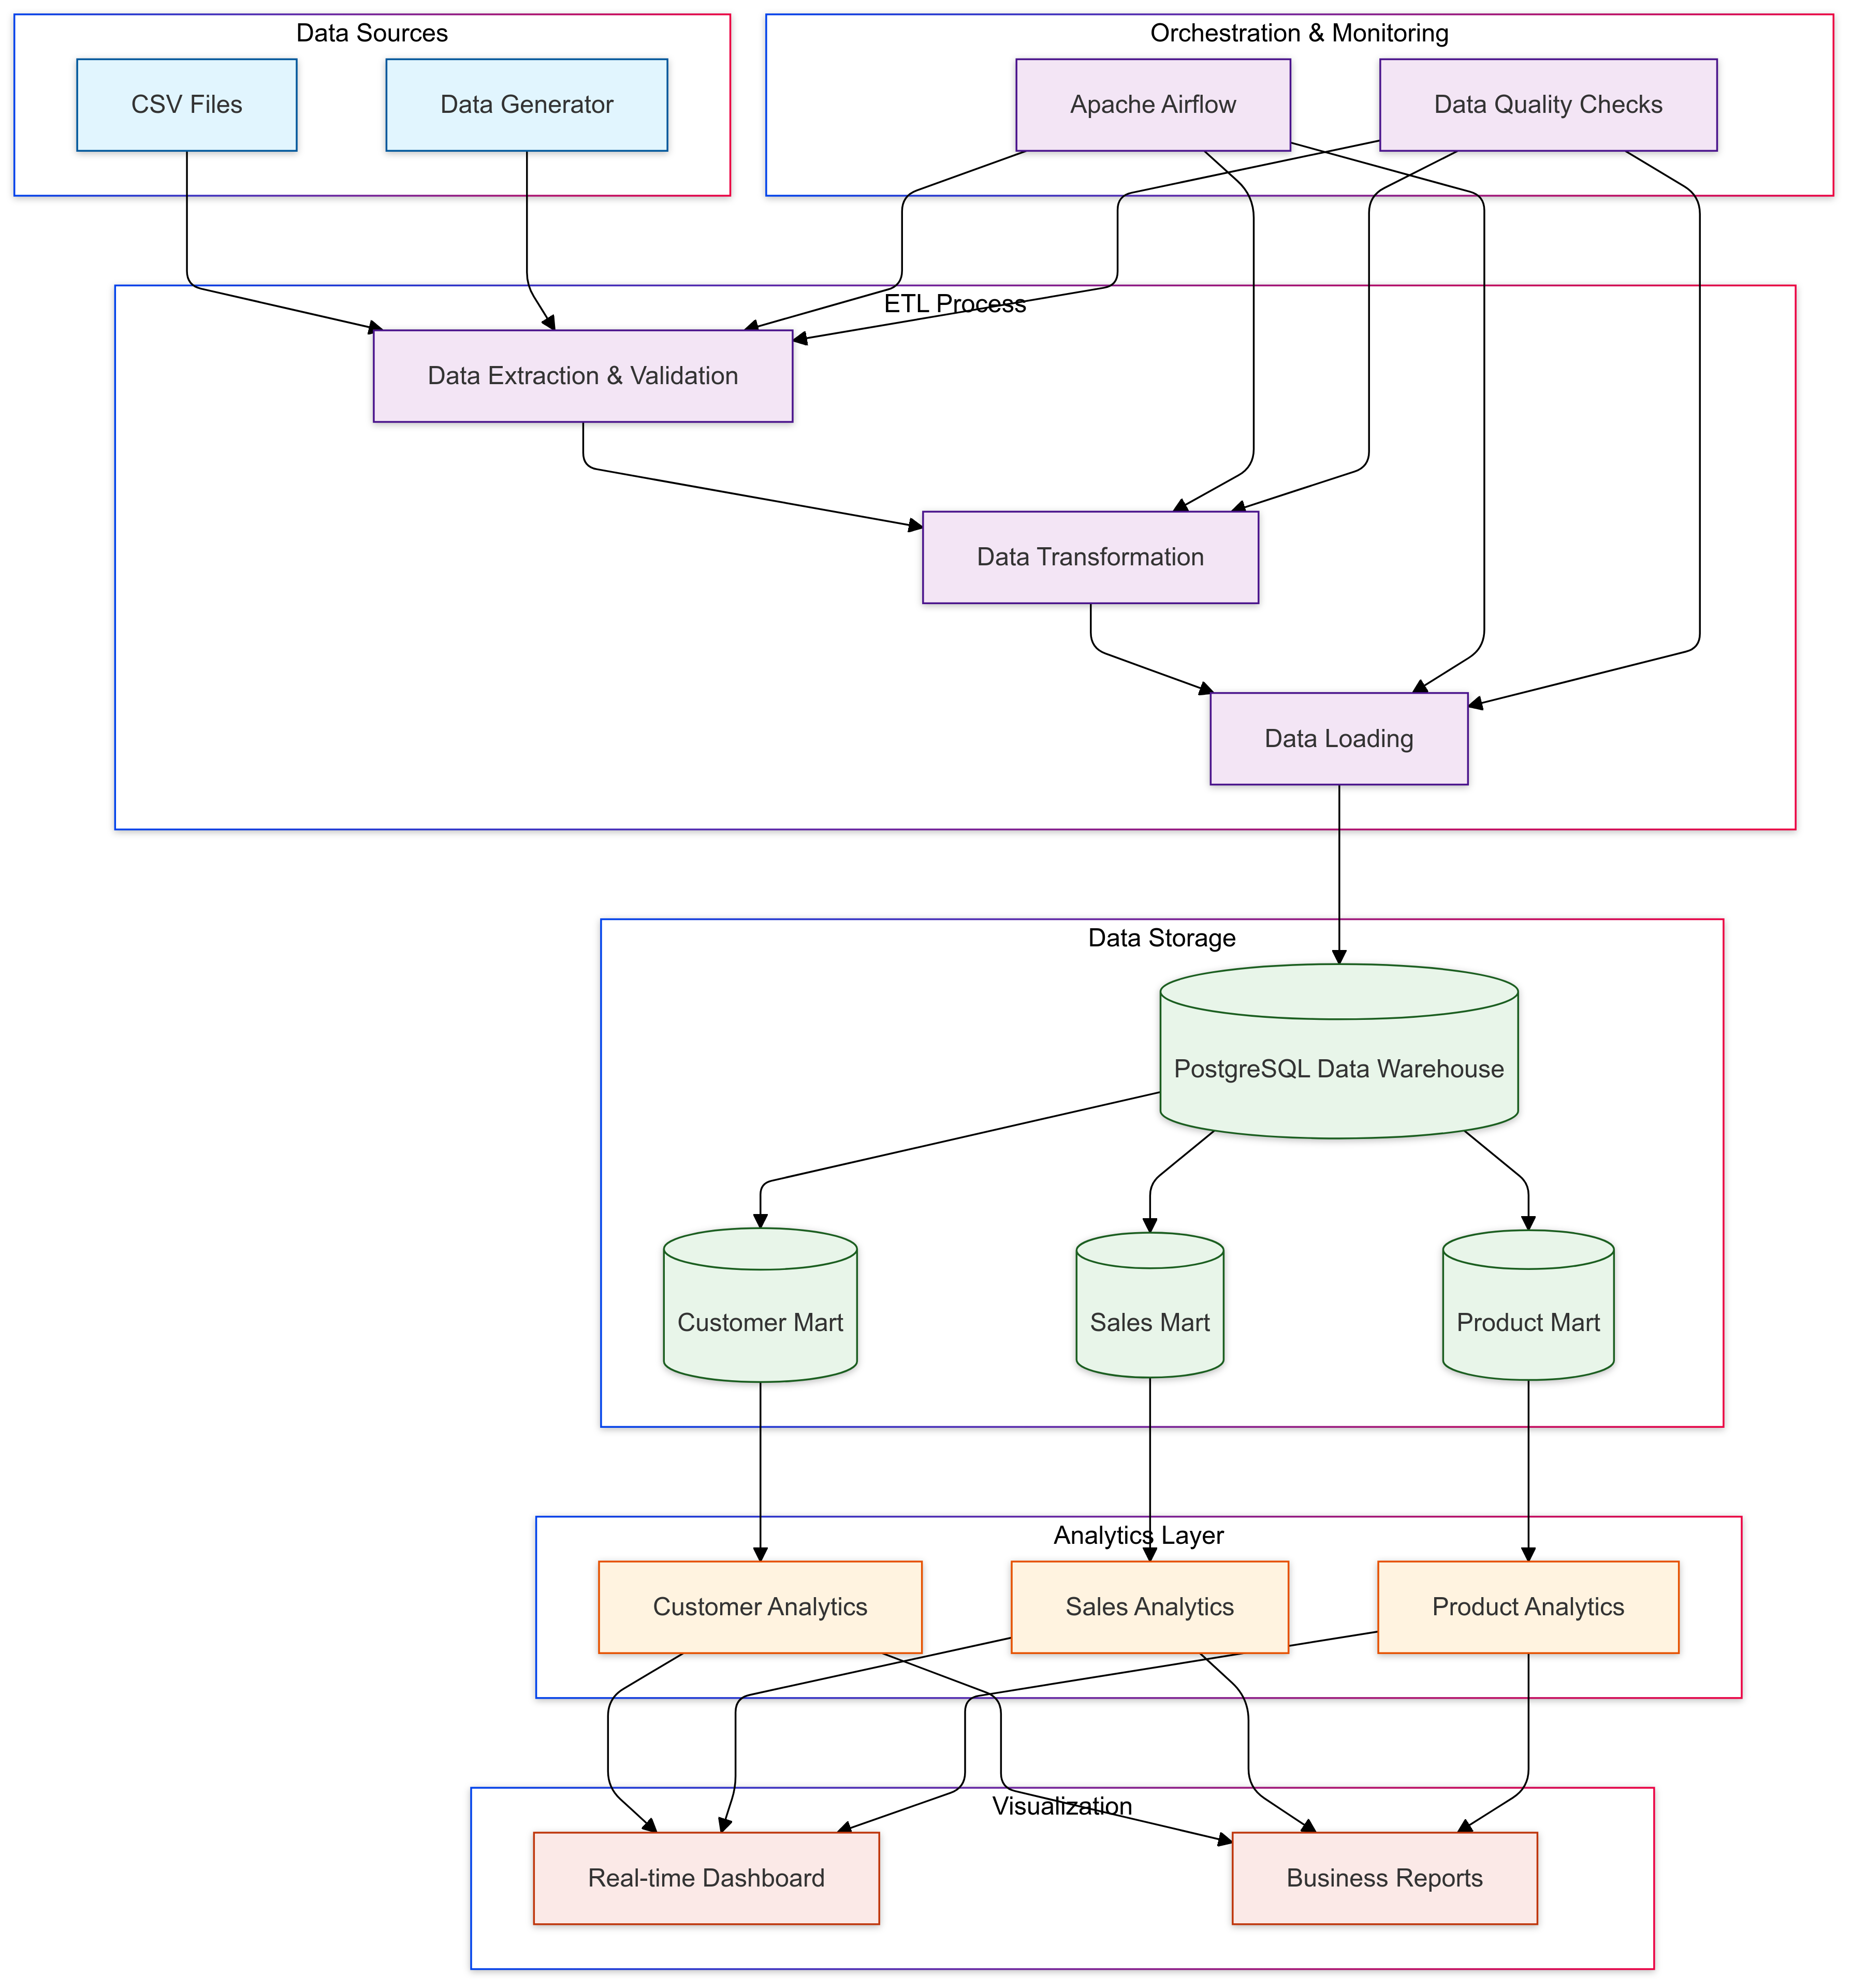 Data Sources
Orchestration & Monitoring
CSV Files
Data Generator
Apache Airflow
Data Quality Checks
ETL Process
Data Extraction & Validation
Data Transformation
Data Loading
Data Storage
PostgreSQL Data Warehouse
Customer Mart
Sales Mart
Product Mart
Analytics Layer
Customer Analytics
Sales Analytics
Product Analytics
Visualization
Real-time Dashboard
Business Reports